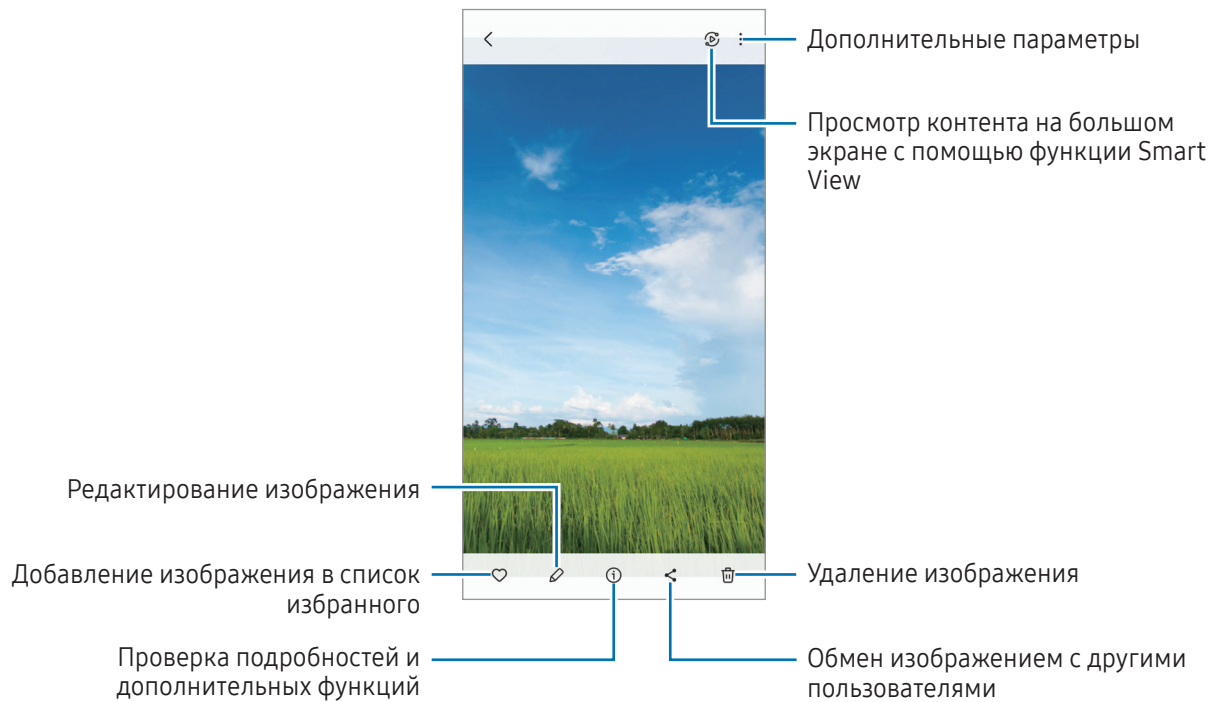 Дополнительные параметры
Просмотр контента на большом
экране с помощью функции Smart
View
Редактирование изображения
Добавление изображения в список
избранного
Удаление изображения
Проверка подробностей и
дополнительных функций
Обмен изображением с другими
пользователями